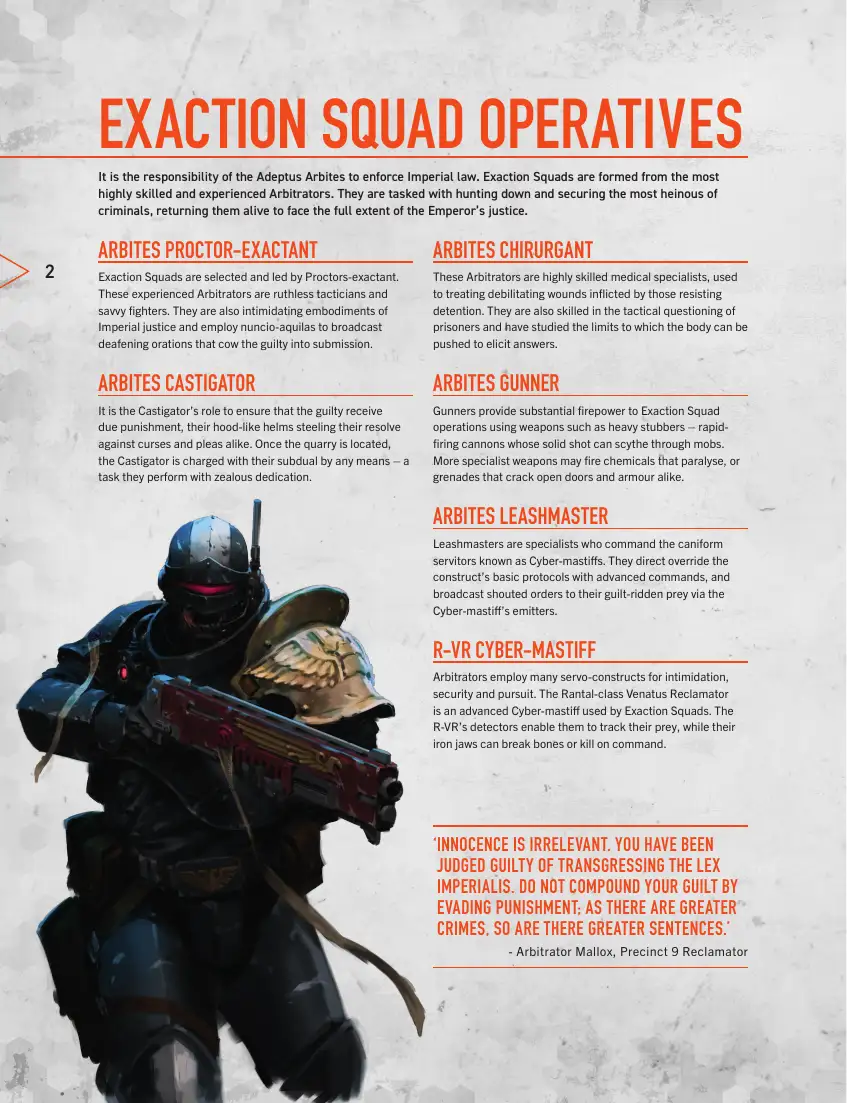 EXACTION SQUAD OPERATIVES
It is the responsibility of the Adeptus Arbites to enforce Imperial law. Exaction Squads are formed from the most
highly skilled and experienced Arbitrators. They are tasked with hunting down and securing the most heinous of
criminals, returning them alive to face the full extent of the Emperor's justice.
2
ARBITES PROCTOR-EXACTANT
Exaction Squads are selected and led by Proctors-exactant.
These experienced Arbitrators are ruthless tacticians and
savvy fighters. They are also intimidating embodiments of
Imperial justice and employ nuncio-aquilas to broadcast
deafening orations that cow the guilty into submission.
ARBITES CASTIGATOR
It is the Castigator's role to ensure that the guilty receive
due punishment, their hood-like helms steeling their resolve
against curses and pleas alike. Once the quarry is located,
the Castigator is charged with their subdual by any means – a
task they perform with zealous dedication.
ARBITES CHIRURGANT
These Arbitrators are highly skilled medical specialists, used
to treating debilitating wounds inflicted by those resisting
detention. They are also skilled in the tactical questioning of
prisoners and have studied the limits to which the body can be
pushed to elicit answers.
ARBITES GUNNER
Gunners provide substantial firepower to Exaction Squad
operations using weapons such as heavy stubbers – rapid-
firing cannons whose solid shot can scythe through mobs.
More specialist weapons may fire chemicals that paralyse, or
grenades that crack open doors and armour alike.
ARBITES LEASHMASTER
Leashmasters are specialists who command the caniform
servitors known as Cyber-mastiffs. They direct override the
construct's basic protocols with advanced commands, and
broadcast shouted orders to their guilt-ridden prey via the
Cyber-mastiff's emitters.
R-VR CYBER-MASTIFF
Arbitrators employ many servo-constructs for intimidation,
security and pursuit. The Rantal-class Venatus Reclamator
is an advanced Cyber-mastiff used by Exaction Squads. The
R-VR's detectors enable them to track their prey, while their
iron jaws can break bones or kill on command.
'INNOCENCE IS IRRELEVANT. YOU HAVE BEEN
JUDGED GUILTY OF TRANSGRESSING THE LEX
IMPERIALIS. DO NOT COMPOUND YOUR GUILT BY
EVADING PUNISHMENT; AS THERE ARE GREATER
CRIMES, SO ARE THERE GREATER SENTENCES.'
- Arbitrator Mallox, Precinct 9 Reclamator